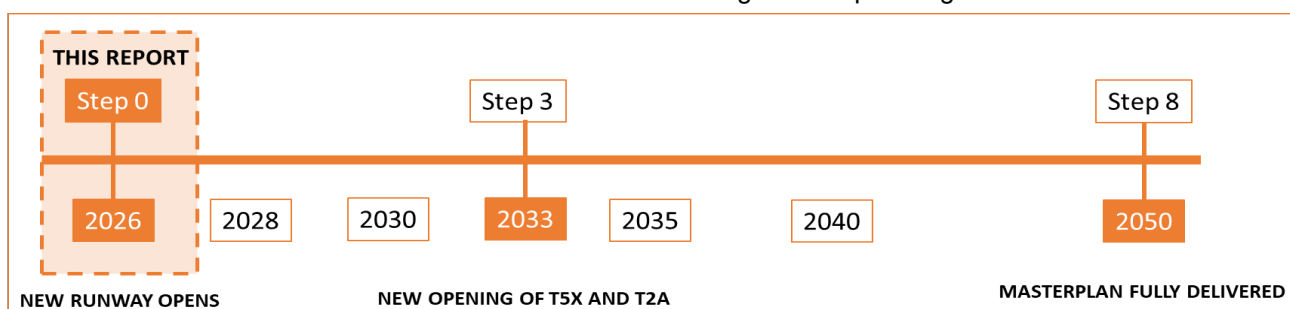 THIS REPORT
Step 0
Step 3
Step 8
2026
2028
2030
2033
2035
2040
2050
NEW RUNWAY OPENS
NEW OPENING OF T5X AND T2A
MASTERPLAN FULLY DELIVERED